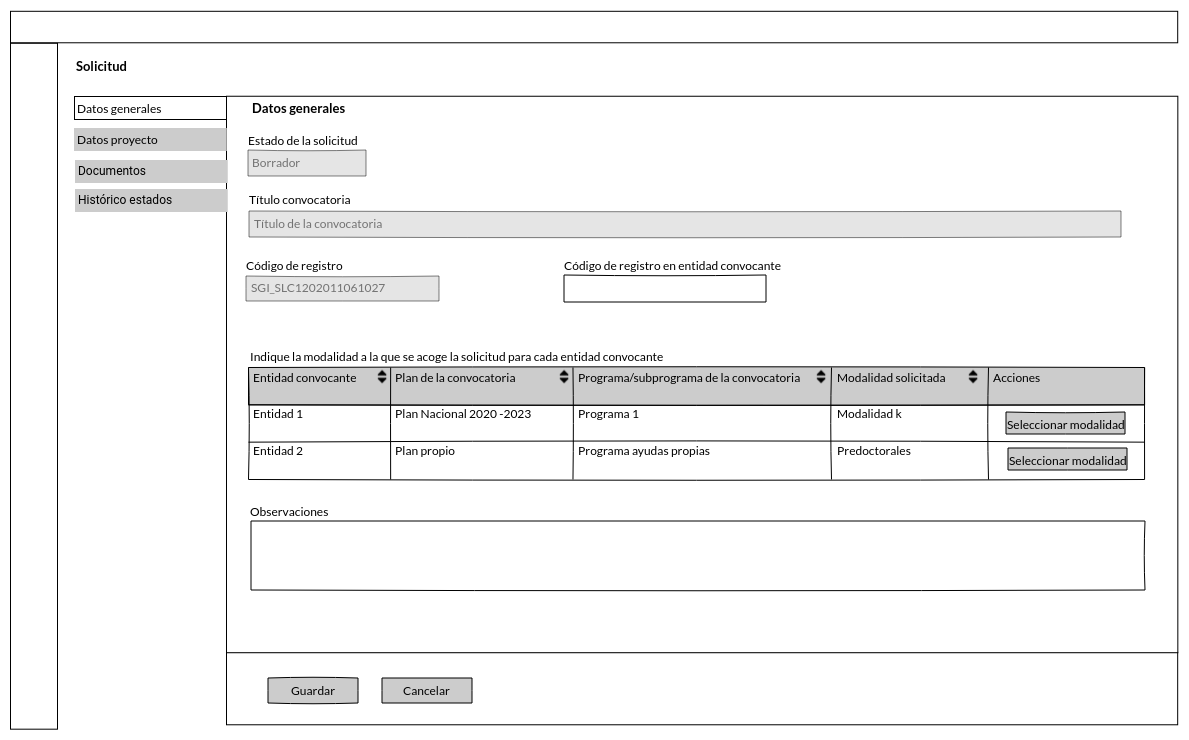 Solicitud
Datos generales
Datos proyecto
Documentos
Histórico estados
Datos generales
Estado de la solicitud
Borrador
Título convocatoria
Título de la convocatoria
Código de registro Código de registro en entidad convocante
SGI_SLC1202011061027
Indique la modalidad a la que se acoge la solicitud para cada entidad convocante
Entidad convocante Plan de la convocatoria Programa/subprograma de la convocatoria Modalidad solicitada Acciones
Entidad 1 Plan Nacional 2020 -2023 Programa 1 Modalidad k Seleccionar modalidad
Entidad 2 Plan propio Programa ayudas propias Predoctorales Seleccionar modalidad
Observaciones
Guardar Cancelar